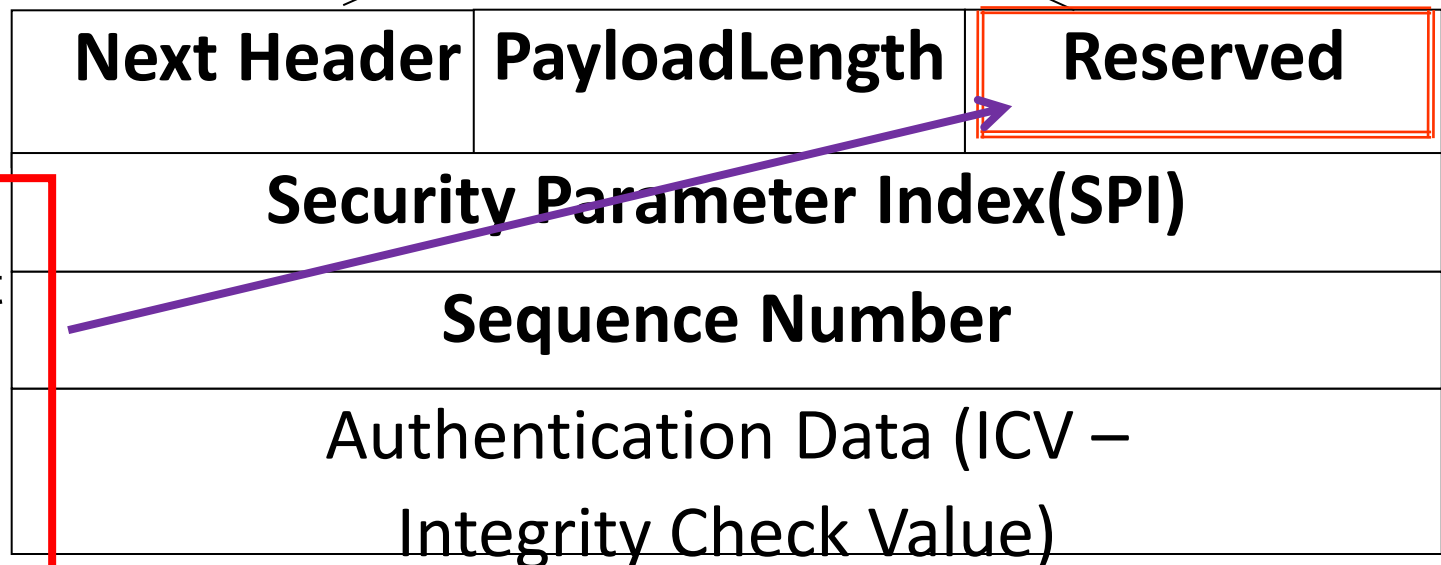 Next Header PayloadLength Reserved
Security Parameter Index(SPI)
Sequence Number
Authentication Data (ICV –
Integrity Check Value)